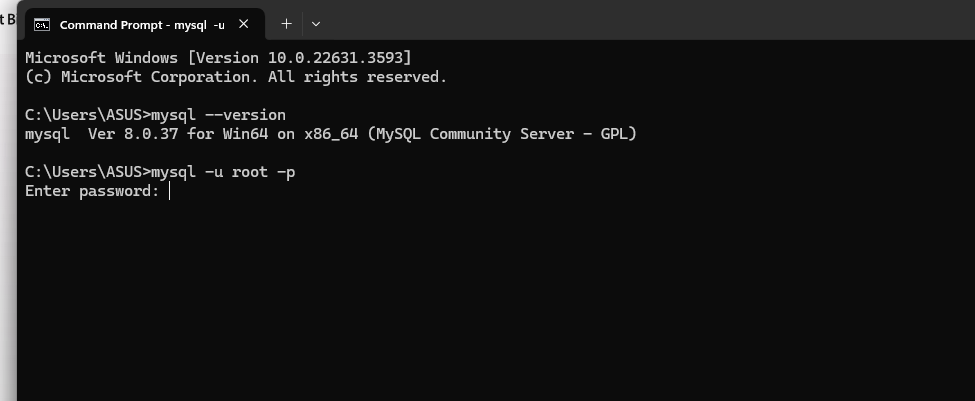 t B
Command Prompt - mysql -u
Microsoft Windows [Version 10.0.22631.3593]
(c) Microsoft Corporation. All rights reserved.
C:\Users\ASUS>mysql --version
mysql  Ver 8.0.37 for Win64 on x86_64 (MySQL Community Server - GPL)
C:\Users\ASUS>mysql -u root -p
Enter password: